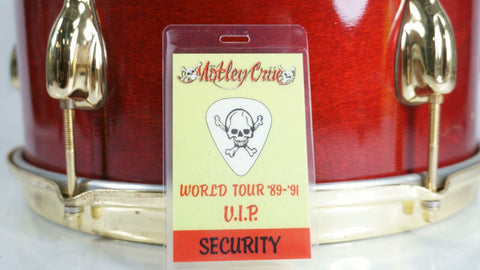 Mötley Crüe
WORLD TOUR '89-'91
V.I.P.
SECURITY